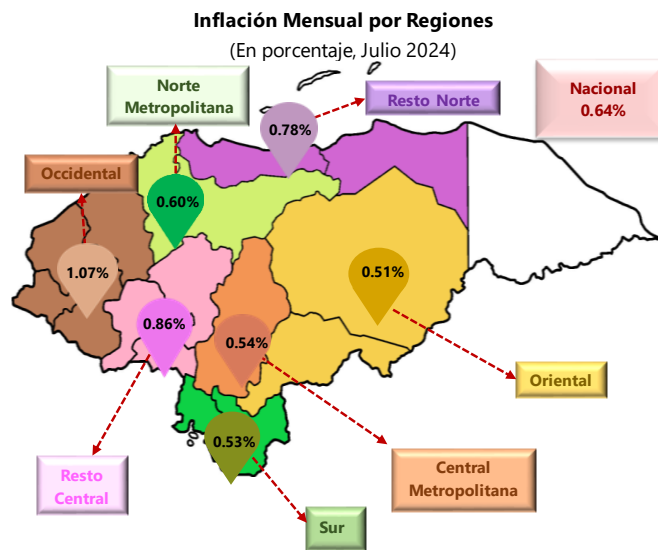 Inflación Mensual por Regiones
(En porcentaje, Julio 2024)
Norte
Metropolitana
Resto Norte
Nacional
0.64%
0.78%
Occidental
0.60%
1.07%
0.51%
0.86%
0.54%
Oriental
0.53%
Resto
Central
Central
Metropolitana
Sur